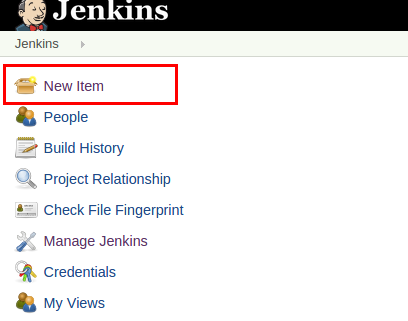 Jenkins
Jenkins
New Item
People
Build History
Project Relationship
Check File Fingerprint
Manage Jenkins
Credentials
My Views